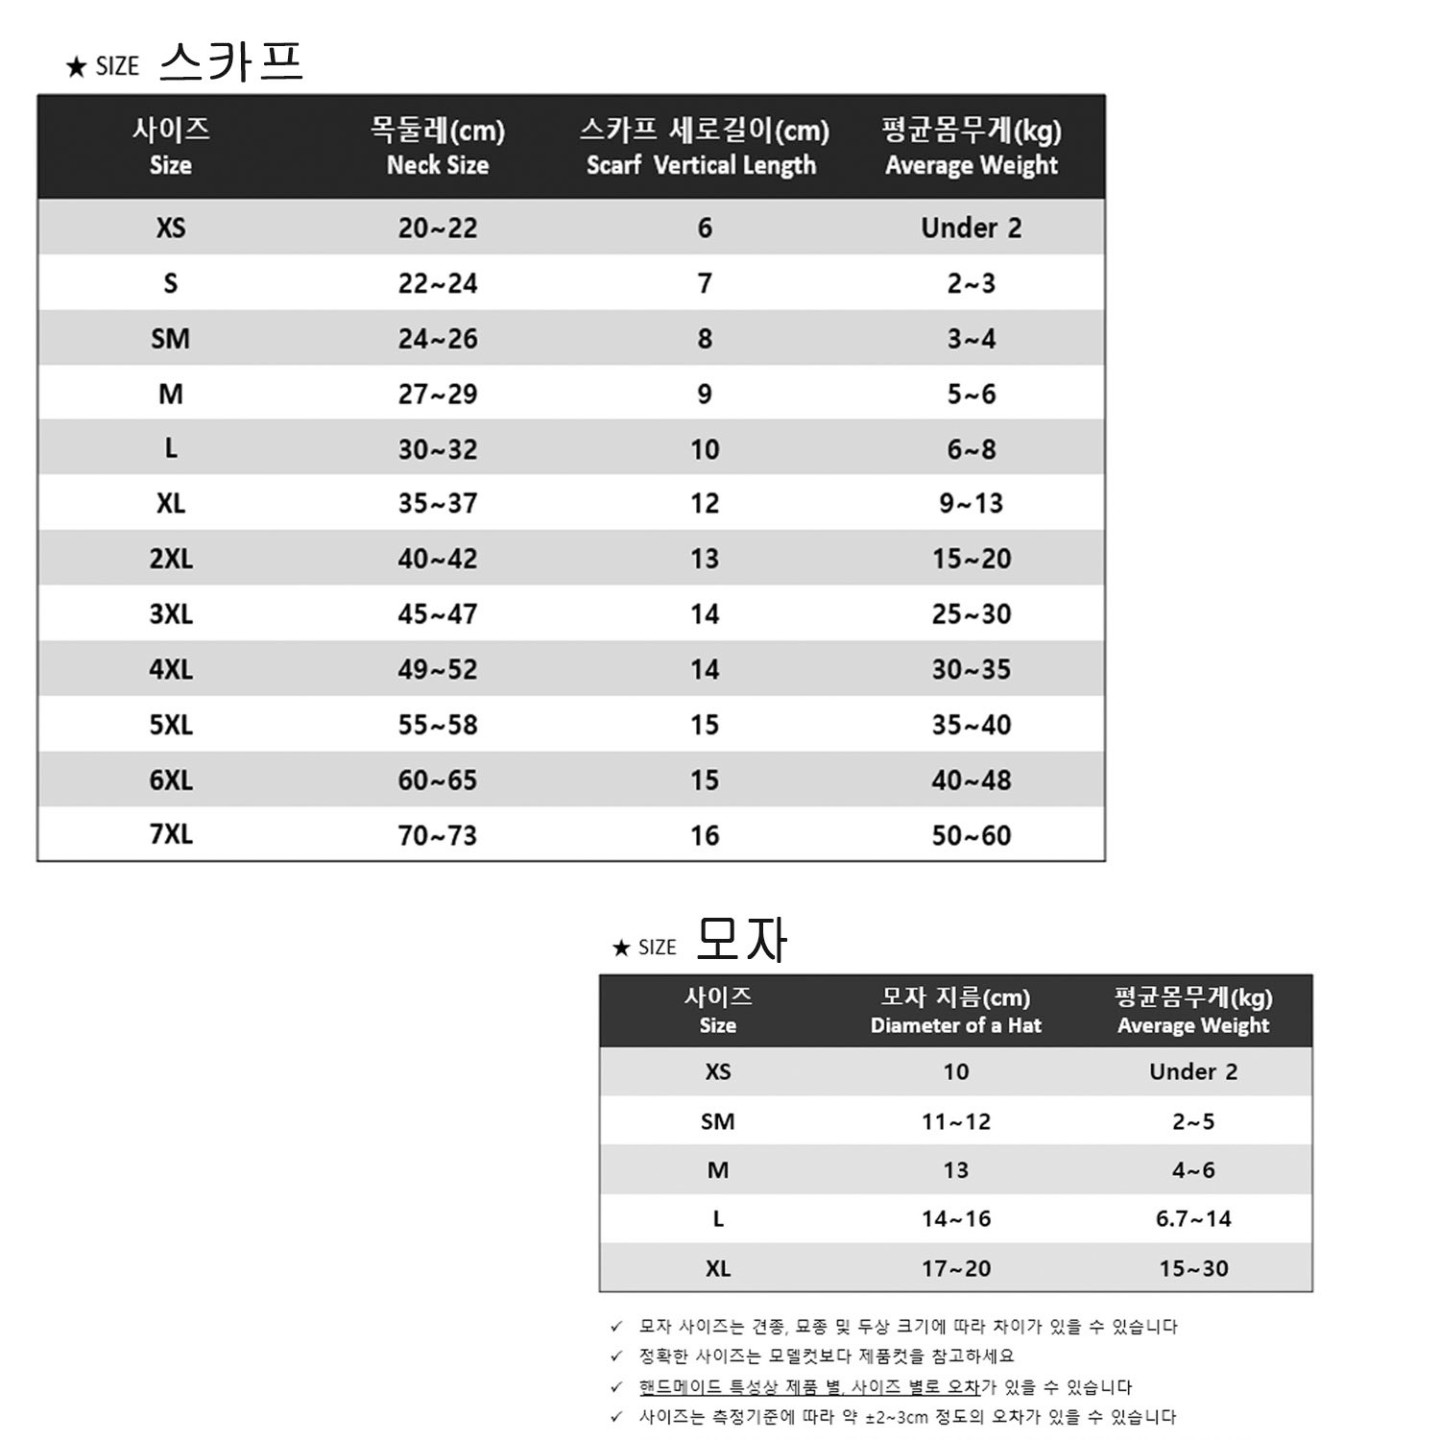 ★ SIZE 스카프
사이즈 목둘레(cm) 스카프 세로길이(cm) 평균몸무게(kg)
Size Neck Size Scarf Vertical Length Average Weight
XS 20~22 6 Under 2
S 22~24 7 2~3
SM 24~26 8 3~4
M 27~29 9 5~6
L 30~32 10 6~8
XL 35~37 12 9~13
2XL 40~42 13 15~20
3XL 45~47 14 25~30
4XL 49~52 14 30~35
5XL 55~58 15 35~40
6XL 60~65 15 40~48
7XL 70~73 16 50~60
★ SIZE 모자
사이즈 모자 지름(cm) 평균몸무게(kg)
Size Diameter of a Hat Average Weight
XS 10 Under 2
SM 11~12 2~5
M 13 4~6
L 14~16 6.7~14
XL 17~20 15~30
✓ 모자 사이즈는 견종, 묘종 및 두상 크기에 따라 차이가 있을 수 있습니다
✓ 정확한 사이즈는 모델컷보다 제품컷을 참고하세요
✓ 핸드메이드 특성상 제품 별, 사이즈 별로 오차가 있을 수 있습니다
✓ 사이즈는 측정기준에 따라 약 ±2~3cm 정도의 오차가 있을 수 있습니다